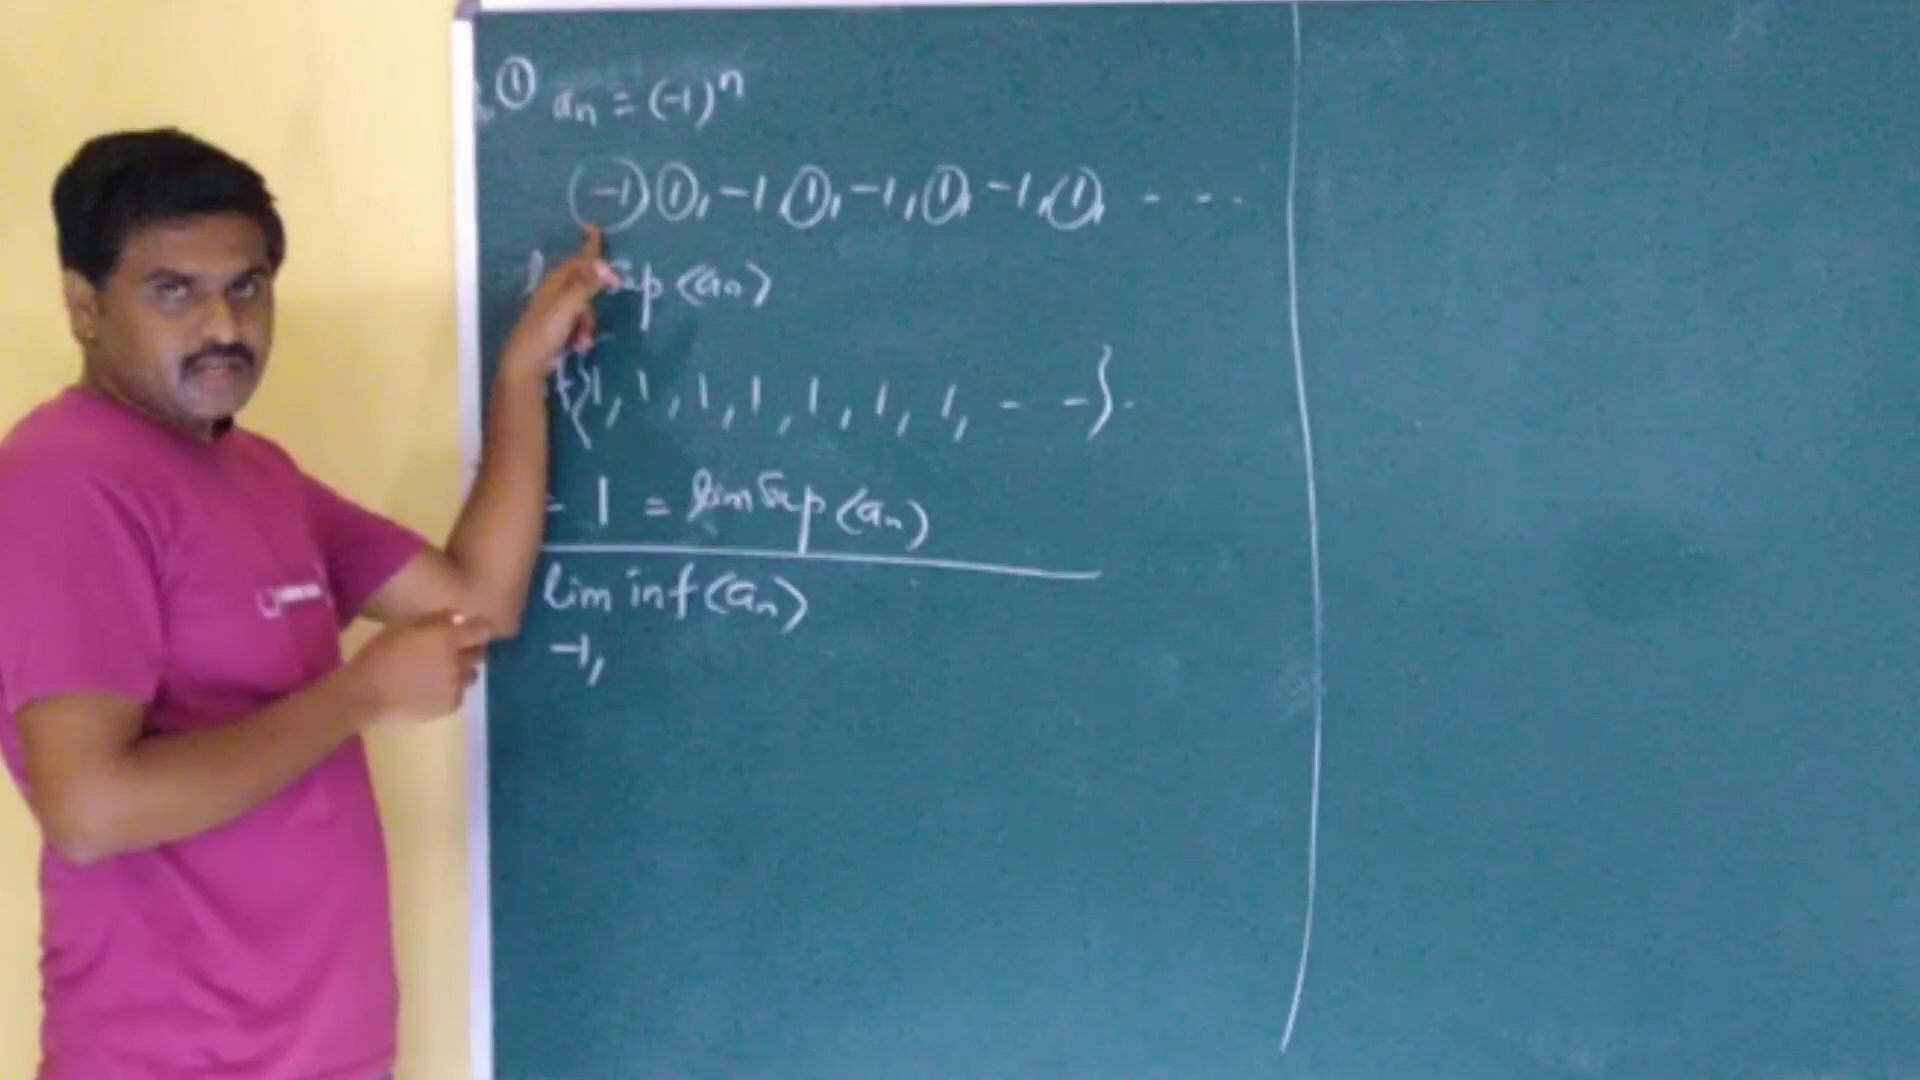 ① aₙ = (-1)ⁿ
(-1) ①, -1, ①, -1, ①, -1, ①, - - -
Sup (aₙ)
{1, 1, 1, 1, 1, 1, 1, - - }.
= 1 = lim Sup (aₙ)
lim inf (aₙ)
-1,